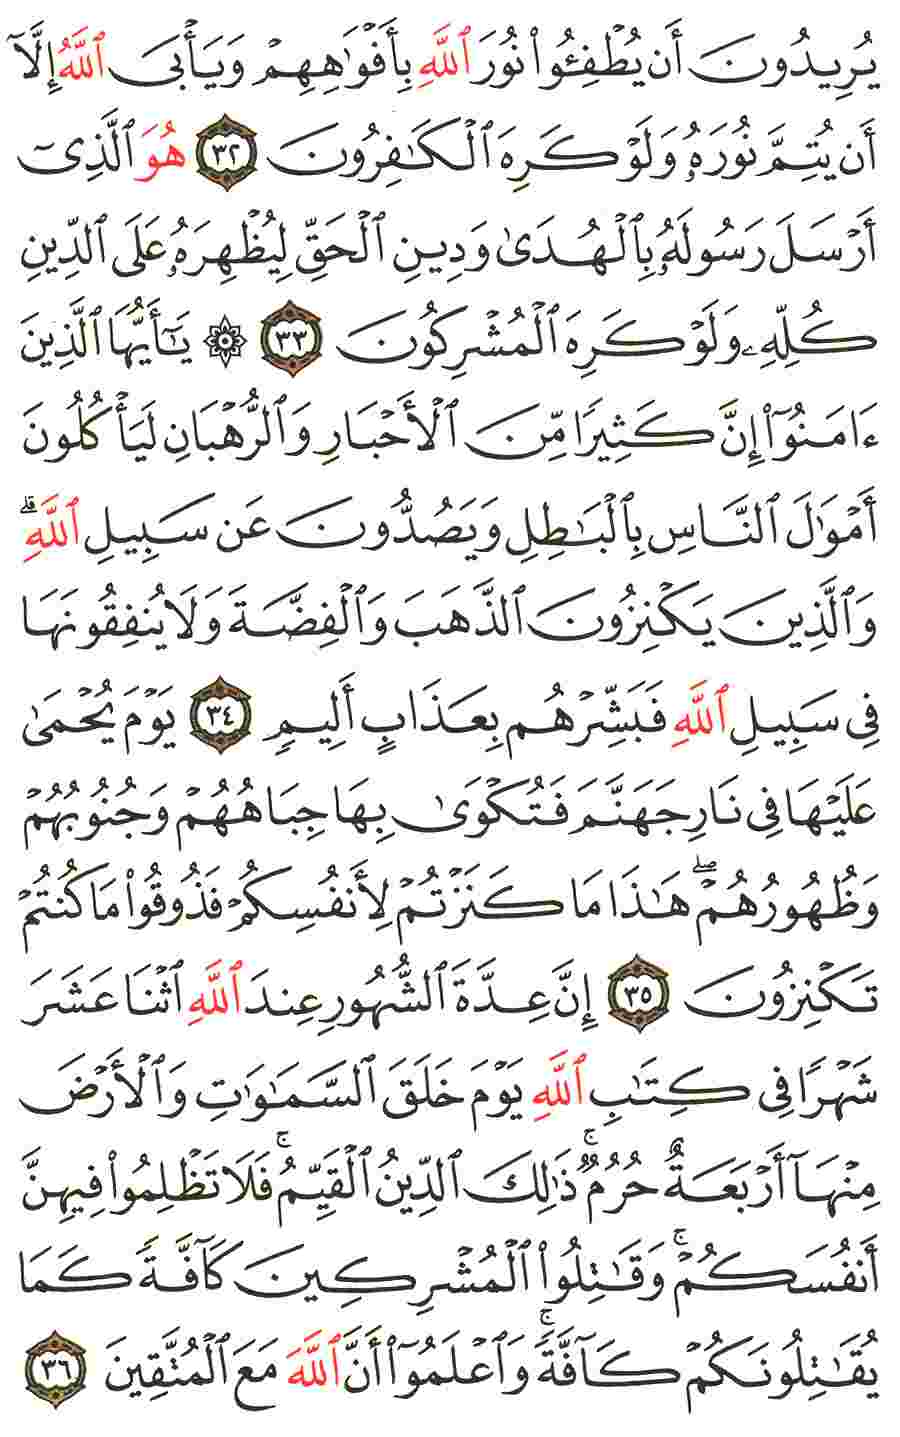 يُرِيدُونَ أَن يُطْفِـُٔوا۟ نُورَ ٱللَّهِ بِأَفْوَٰهِهِمْ وَيَأْبَى ٱللَّهُ إِلَّآ
أَن يُتِمَّ نُورَهُۥ وَلَوْ كَرِهَ ٱلْكَـٰفِرُونَ ٣٢ هُوَ ٱلَّذِىٓ
أَرْسَلَ رَسُولَهُۥ بِٱلْهُدَىٰ وَدِينِ ٱلْحَقِّ لِيُظْهِرَهُۥ عَلَى ٱلدِّينِ
كُلِّهِۦ وَلَوْ كَرِهَ ٱلْمُشْرِكُونَ ٣٣ ۞ يَـٰٓأَيُّهَا ٱلَّذِينَ
ءَامَنُوٓا۟ إِنَّ كَثِيرًا مِّنَ ٱلْأَحْبَارِ وَٱلرُّهْبَانِ لَيَأْكُلُونَ
أَمْوَٰلَ ٱلنَّاسِ بِٱلْبَـٰطِلِ وَيَصُدُّونَ عَن سَبِيلِ ٱللَّهِ ۗ
وَٱلَّذِينَ يَكْنِزُونَ ٱلذَّهَبَ وَٱلْفِضَّةَ وَلَا يُنفِقُونَهَا
فِى سَبِيلِ ٱللَّهِ فَبَشِّرْهُم بِعَذَابٍ أَلِيمٍ ٣٤ يَوْمَ يُحْمَىٰ
عَلَيْهَا فِى نَارِ جَهَنَّمَ فَتُكْوَىٰ بِهَا جِبَاهُهُمْ وَجُنُوبُهُمْ
وَظُهُورُهُمْ ۖ هَـٰذَا مَا كَنَزْتُمْ لِأَنفُسِكُمْ فَذُوقُوا۟ مَا كُنتُمْ
تَكْنِزُونَ ٣٥ إِنَّ عِدَّةَ ٱلشُّهُورِ عِندَ ٱللَّهِ ٱثْنَا عَشَرَ
شَهْرًا فِى كِتَـٰبِ ٱللَّهِ يَوْمَ خَلَقَ ٱلسَّمَـٰوَٰتِ وَٱلْأَرْضَ
مِنْهَآ أَرْبَعَةٌ حُرُمٌ ۚ ذَٰلِكَ ٱلدِّينُ ٱلْقَيِّمُ ۚ فَلَا تَظْلِمُوا۟ فِيهِنَّ
أَنفُسَكُمْ ۚ وَقَـٰتِلُوا۟ ٱلْمُشْرِكِينَ كَآفَّةً كَمَا
يُقَـٰتِلُونَكُمْ كَآفَّةً ۚ وَٱعْلَمُوٓا۟ أَنَّ ٱللَّهَ مَعَ ٱلْمُتَّقِينَ ٣٦